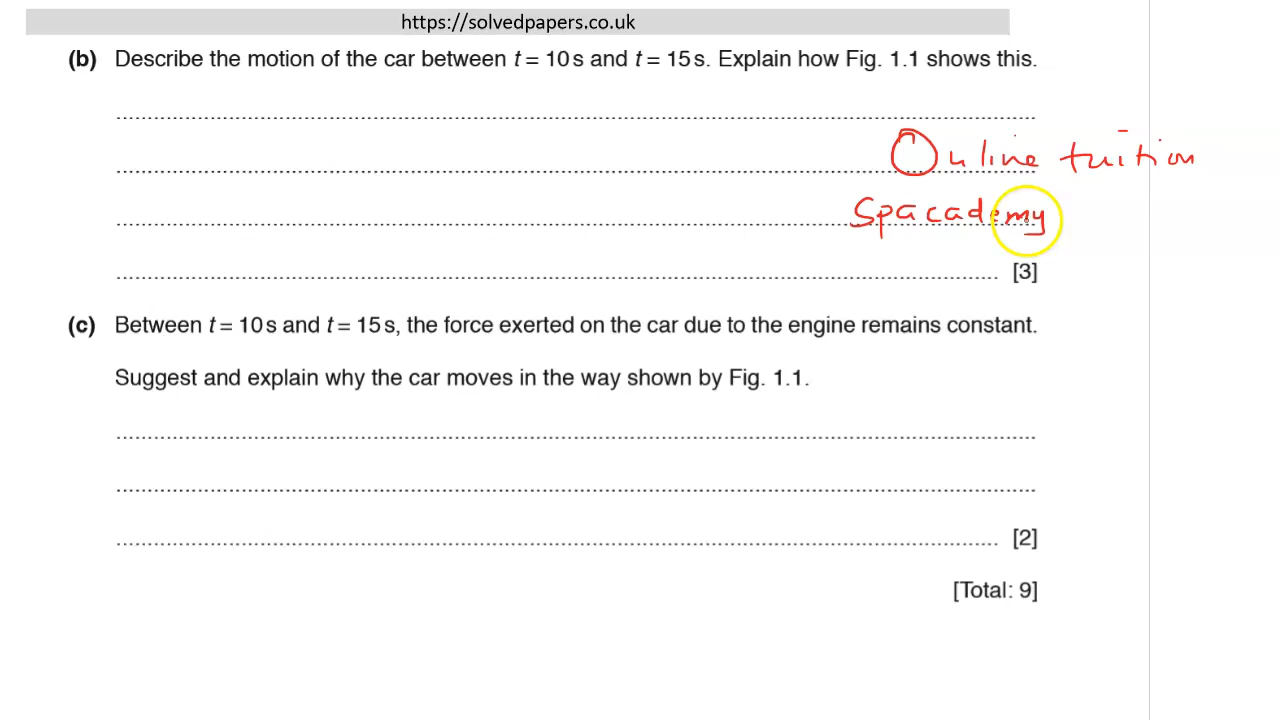 https://solvedpapers.co.uk
(b) Describe the motion of the car between t = 10 s and t = 15 s. Explain how Fig. 1.1 shows this.
Online tuition
Spacademy
[3]
(c) Between t = 10 s and t = 15 s, the force exerted on the car due to the engine remains constant.
Suggest and explain why the car moves in the way shown by Fig. 1.1.
[2]
[Total: 9]